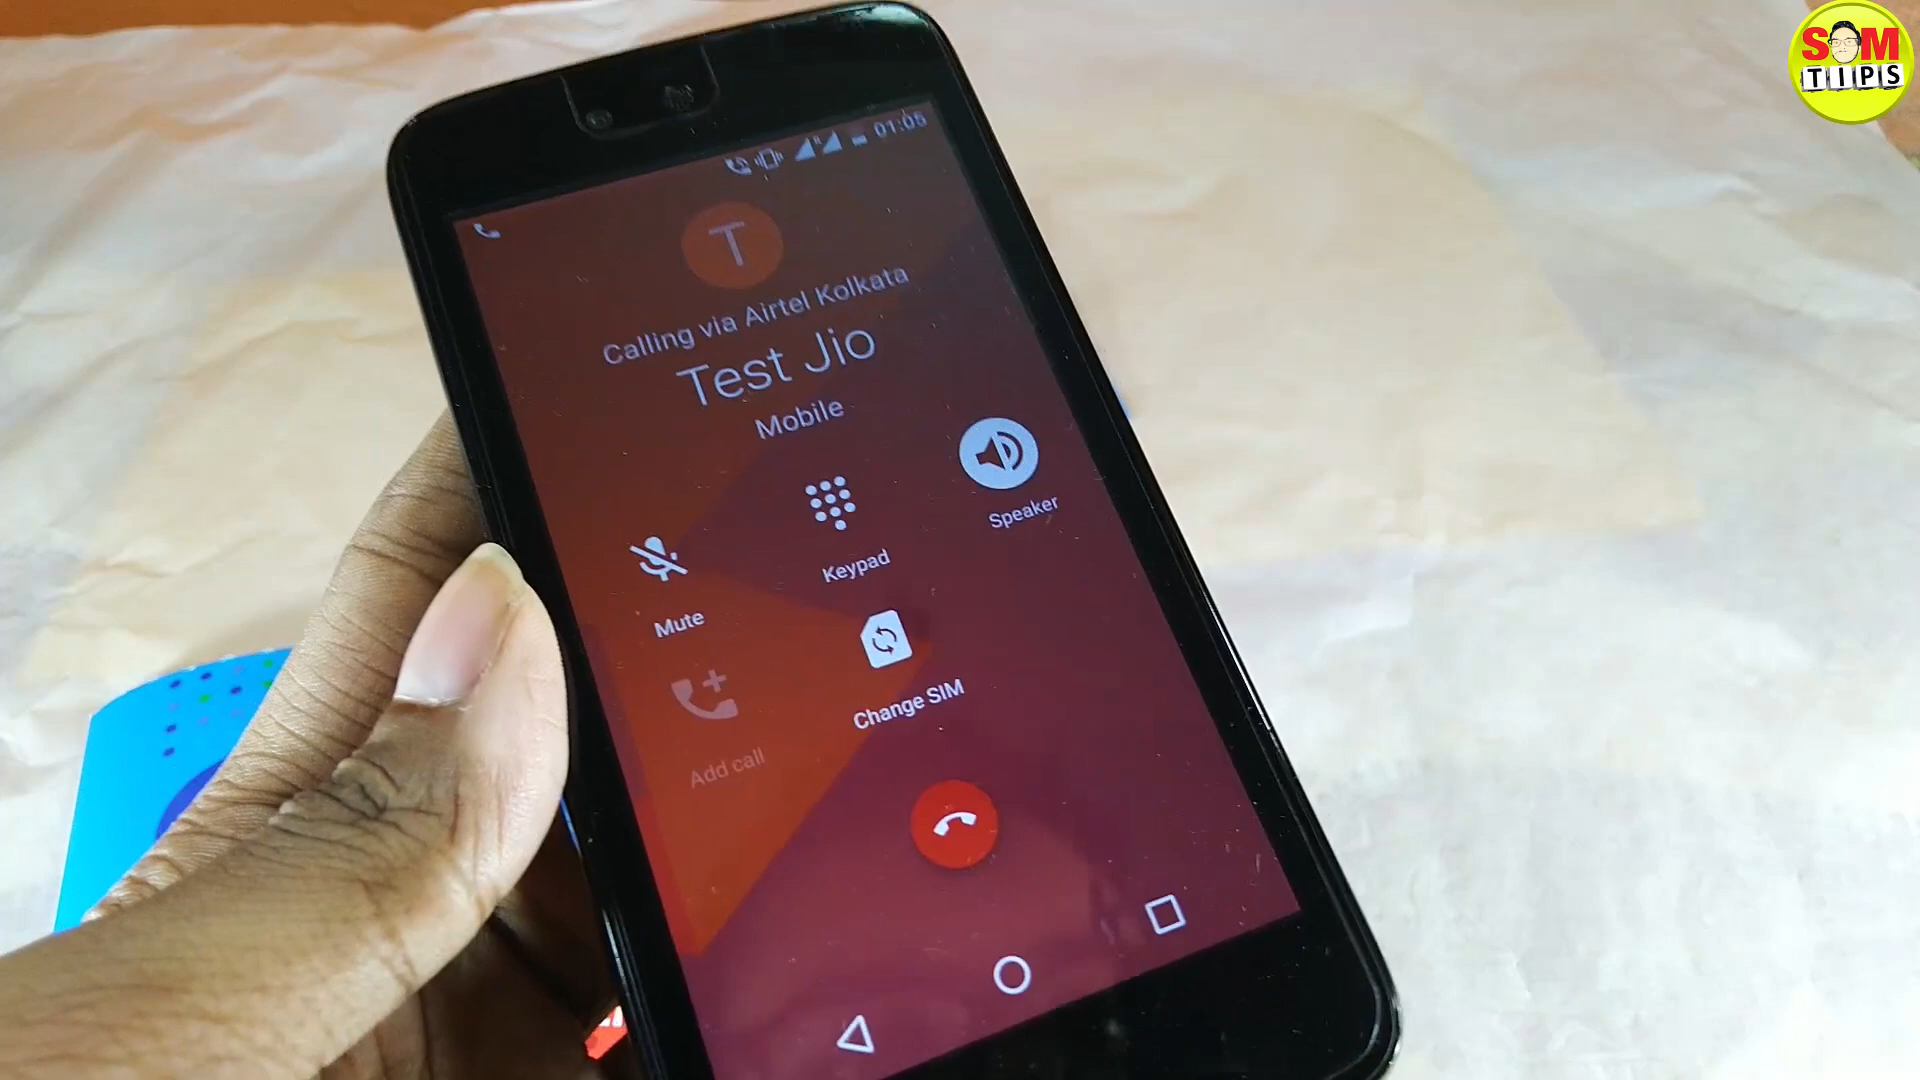 SOM
TIPS
01:05
T
Calling via Airtel Kolkata
Test Jio
Mobile
Speaker
Keypad
Mute
Change SIM
Add call